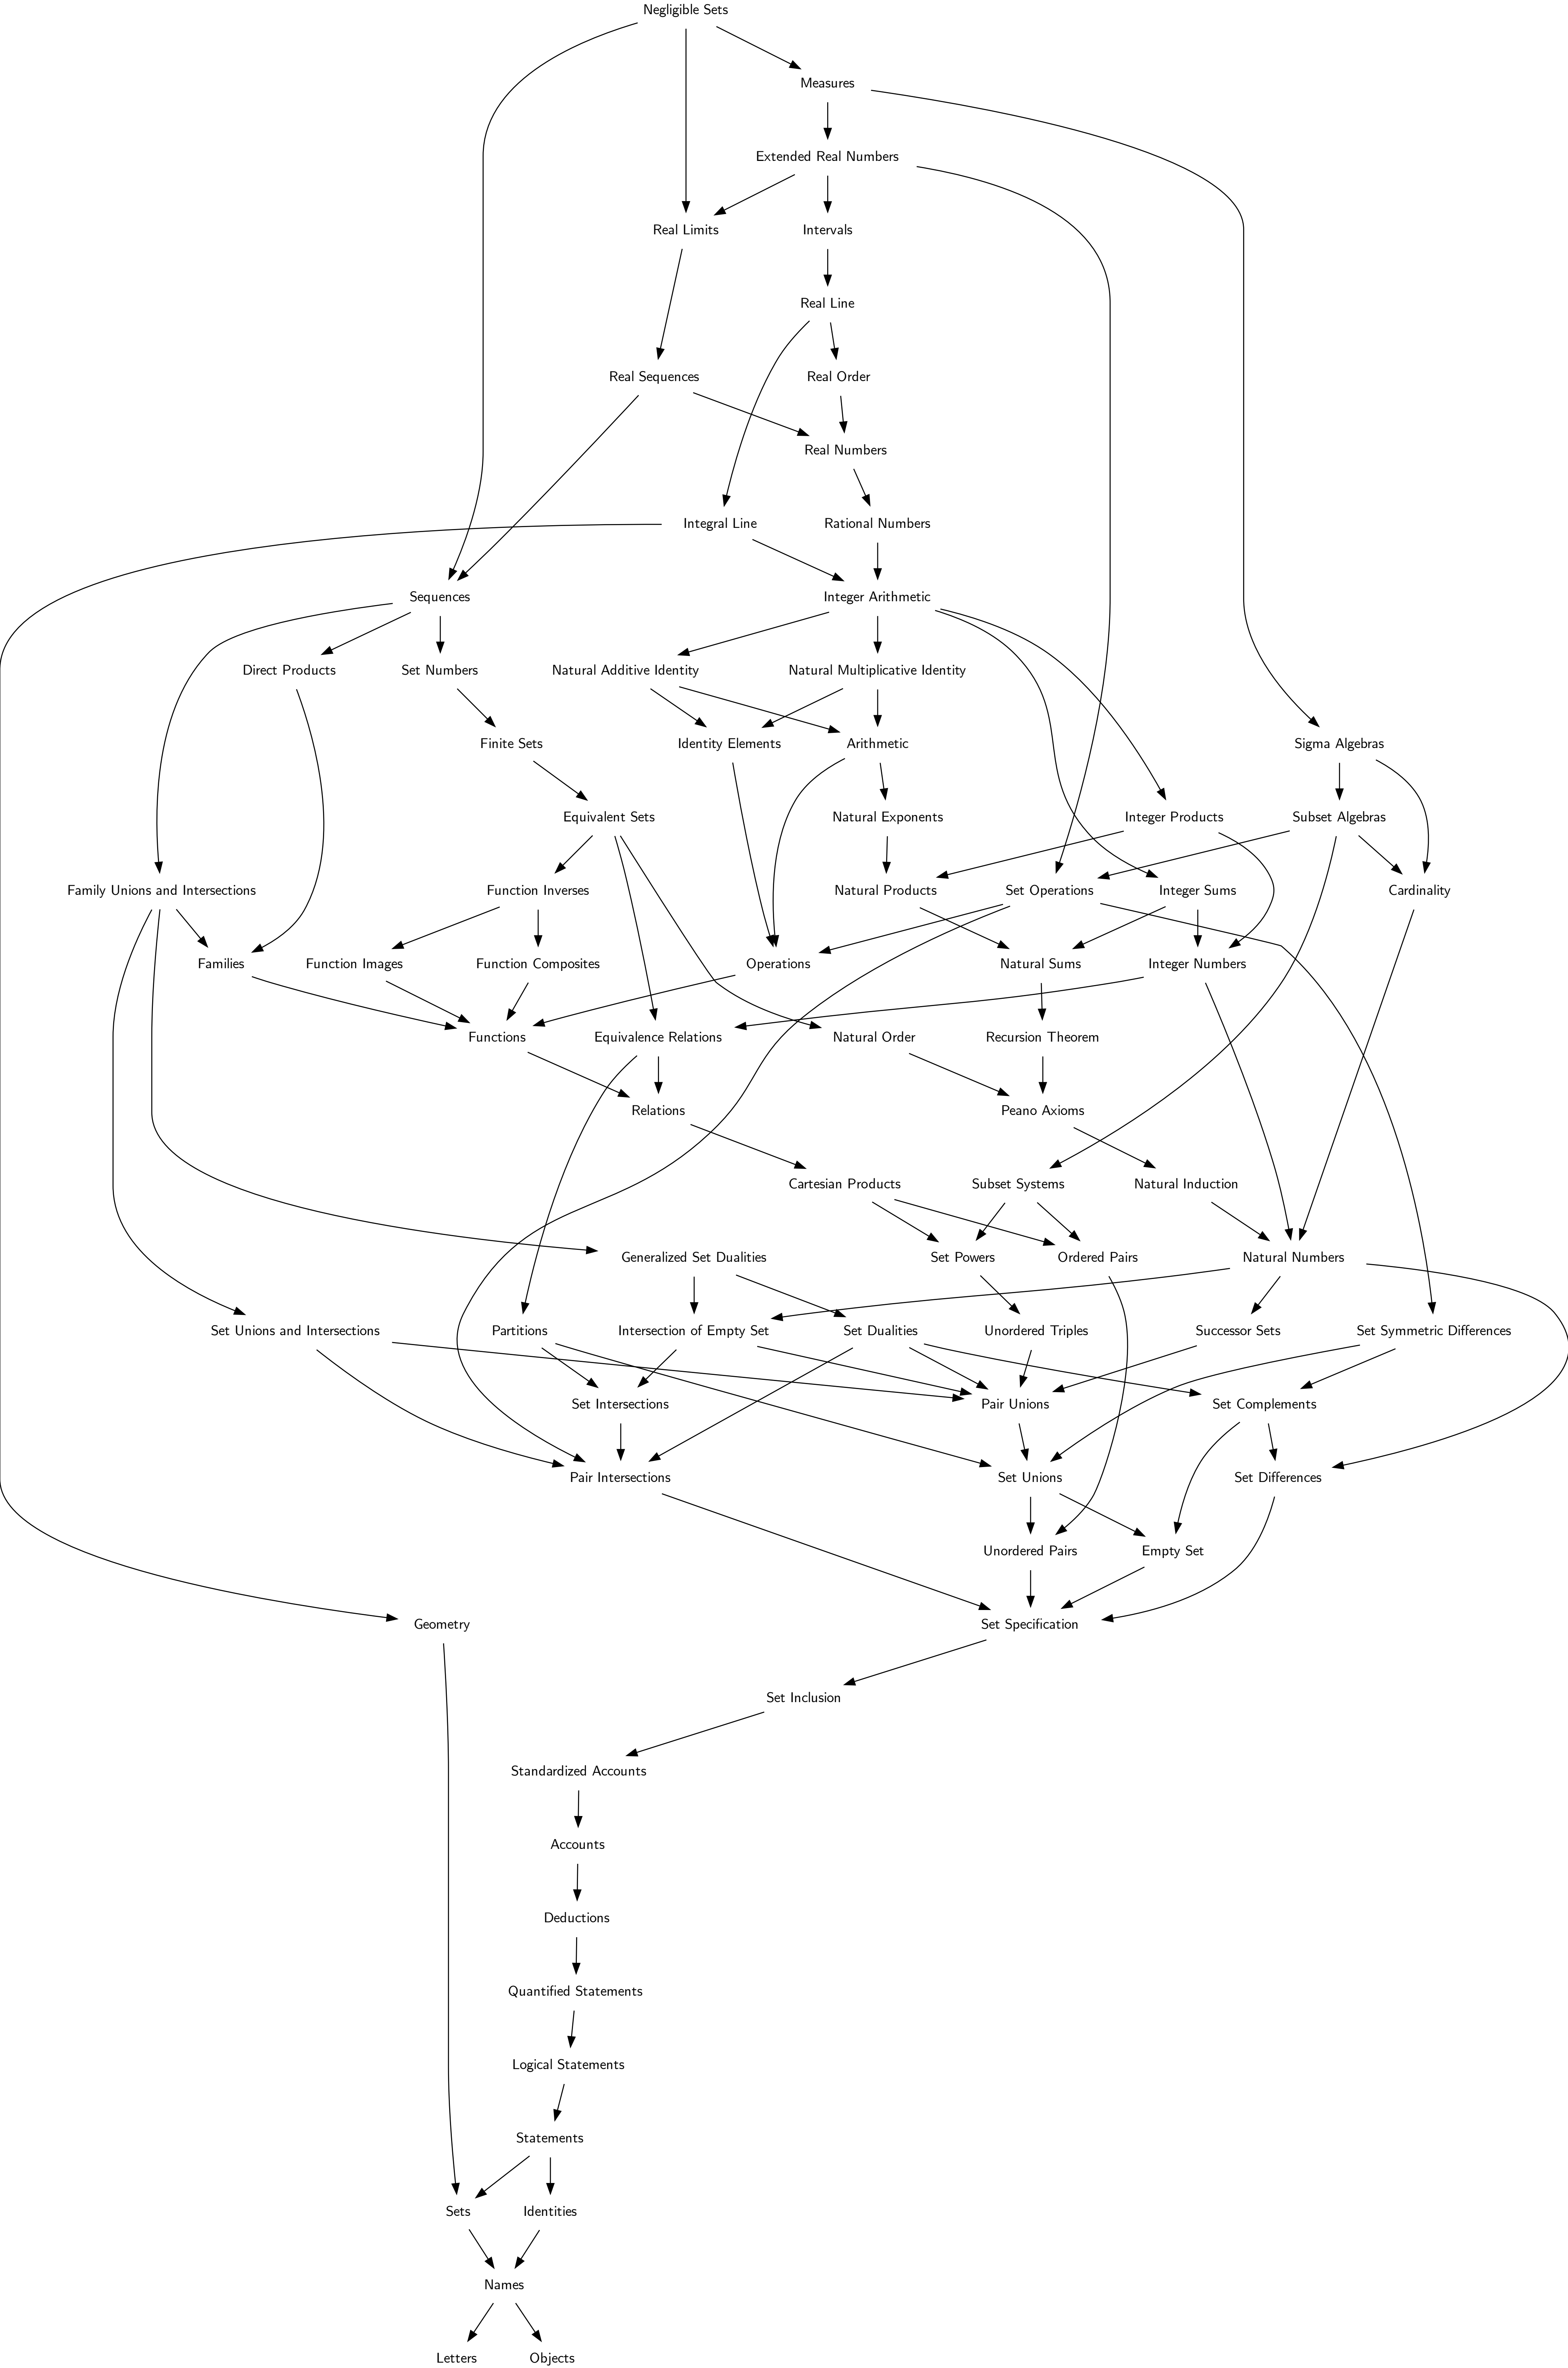 Negligible Sets
Measures
Extended Real Numbers
Real Limits
Intervals
Real Line
Real Sequences
Real Order
Real Numbers
Integral Line
Rational Numbers
Sequences
Integer Arithmetic
Direct Products
Set Numbers
Natural Additive Identity
Natural Multiplicative Identity
Finite Sets
Identity Elements
Arithmetic
Sigma Algebras
Equivalent Sets
Natural Exponents
Integer Products
Subset Algebras
Family Unions and Intersections
Function Inverses
Natural Products
Set Operations
Integer Sums
Cardinality
Families
Function Images
Function Composites
Operations
Natural Sums
Integer Numbers
Functions
Equivalence Relations
Natural Order
Recursion Theorem
Relations
Peano Axioms
Cartesian Products
Subset Systems
Natural Induction
Generalized Set Dualities
Set Powers
Ordered Pairs
Natural Numbers
Set Unions and Intersections
Partitions
Intersection of Empty Set
Set Dualities
Unordered Triples
Successor Sets
Set Symmetric Differences
Set Intersections
Pair Unions
Set Complements
Pair Intersections
Set Unions
Set Differences
Unordered Pairs
Empty Set
Geometry
Set Specification
Set Inclusion
Standardized Accounts
Accounts
Deductions
Quantified Statements
Logical Statements
Statements
Sets
Identities
Names
Letters
Objects